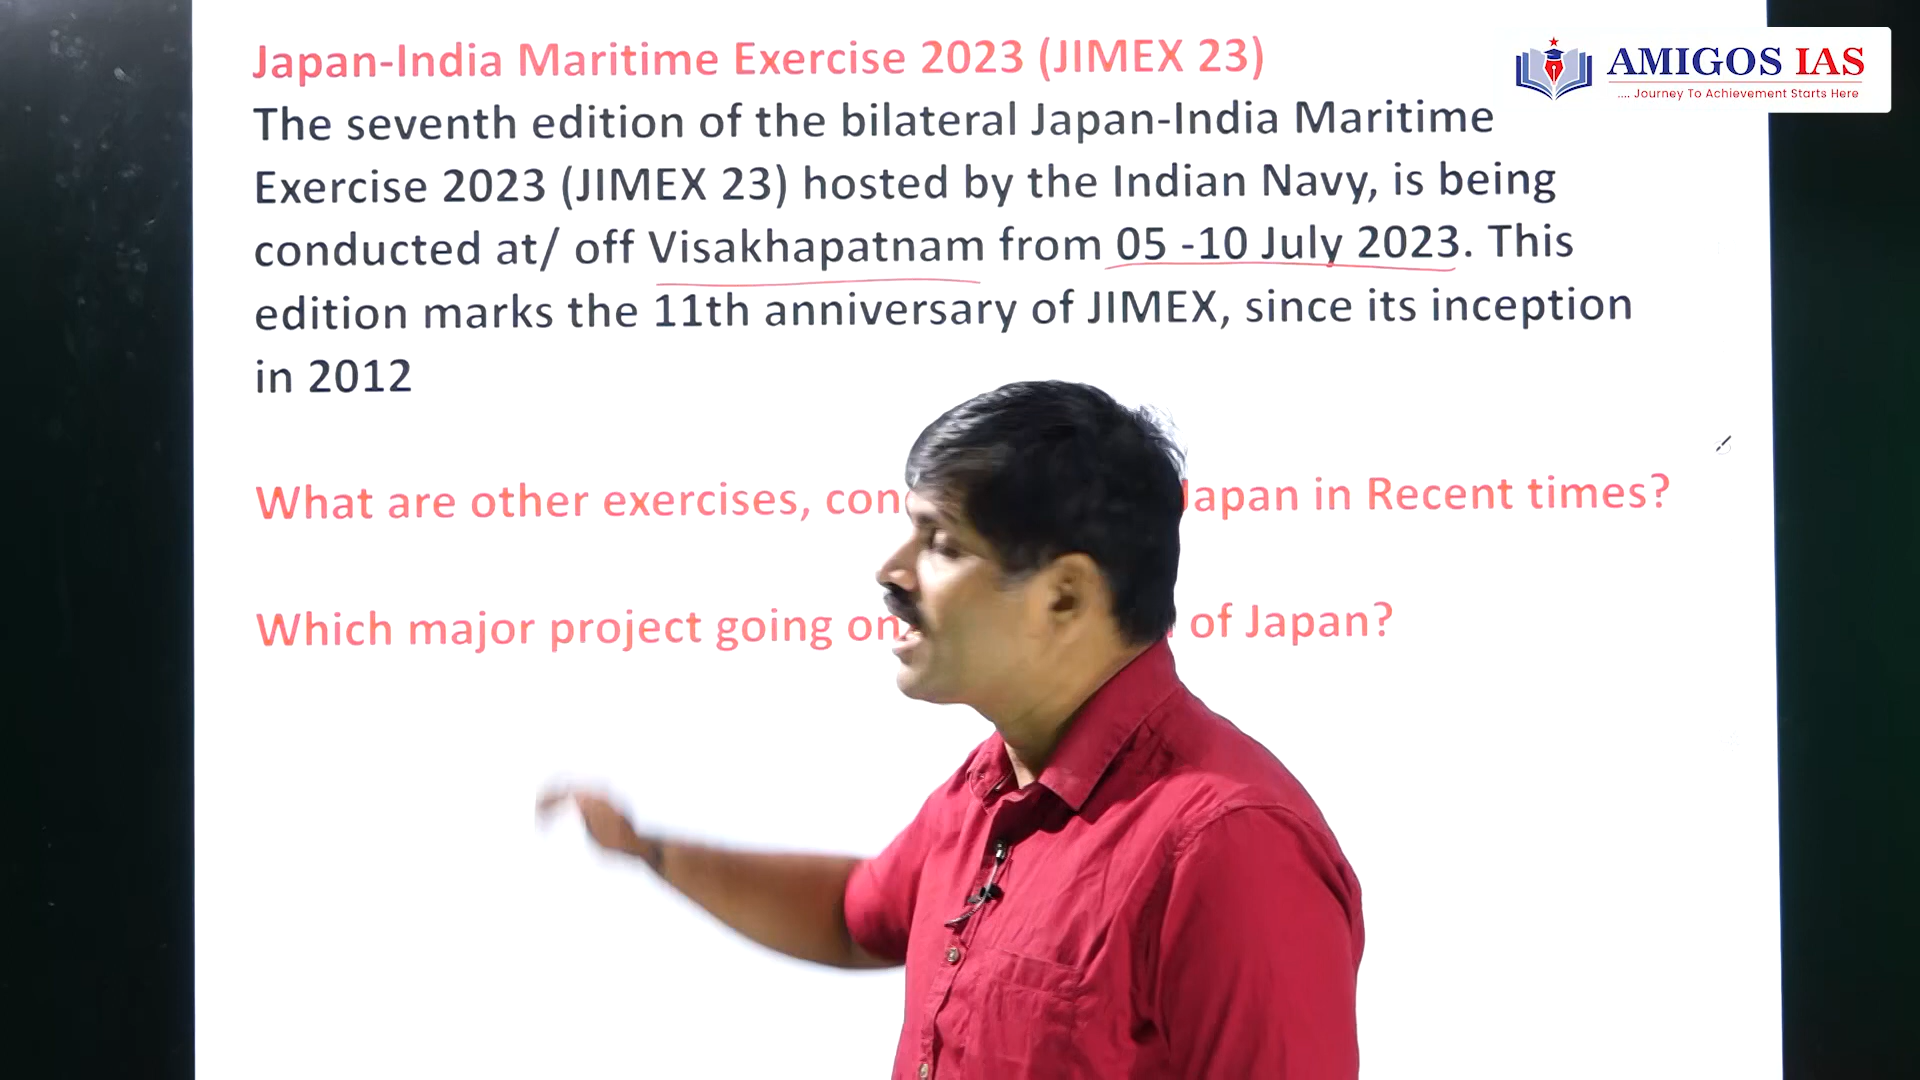 Japan-India Maritime Exercise 2023 (JIMEX 23)
AMIGOS IAS
.... Journey To Achievement Starts Here
The seventh edition of the bilateral Japan-India Maritime
Exercise 2023 (JIMEX 23) hosted by the Indian Navy, is being
conducted at/ off Visakhapatnam from 05 -10 July 2023. This
edition marks the 11th anniversary of JIMEX, since its inception
in 2012
What are other exercises, Japan in Recent times?
Which major project going on of Japan?